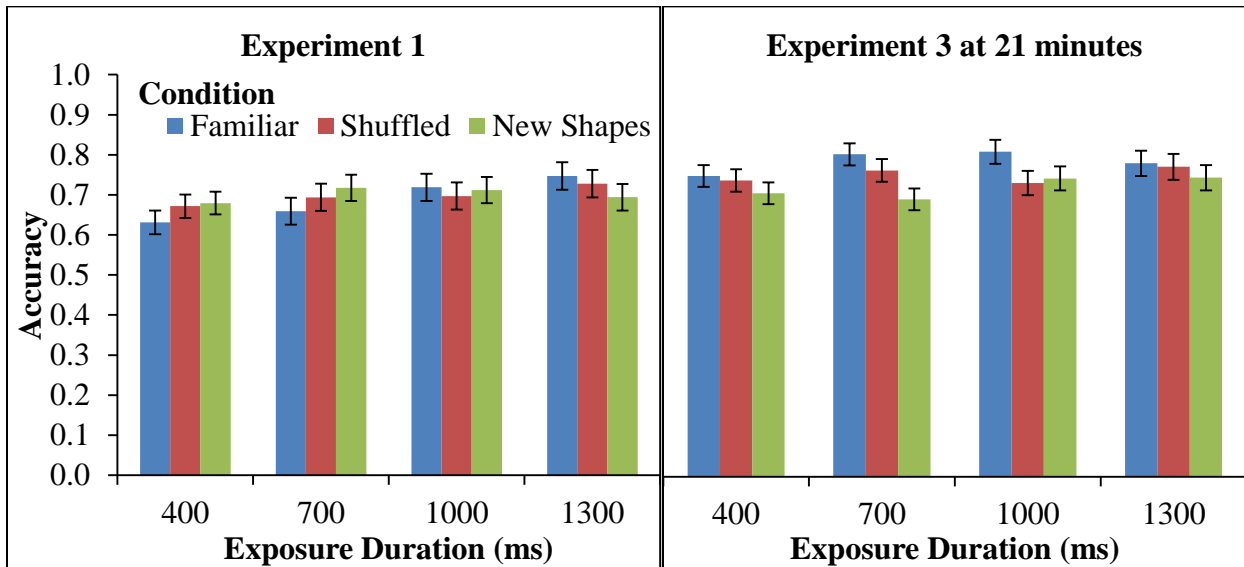 Experiment 1
Condition
Familiar Shuffled New Shapes
Accuracy
1.0
0.9
0.8
0.7
0.6
0.5
0.4
0.3
0.2
0.1
0.0
400 700 1000 1300
Exposure Duration (ms)
Experiment 3 at 21 minutes
400 700 1000 1300
Exposure Duration (ms)